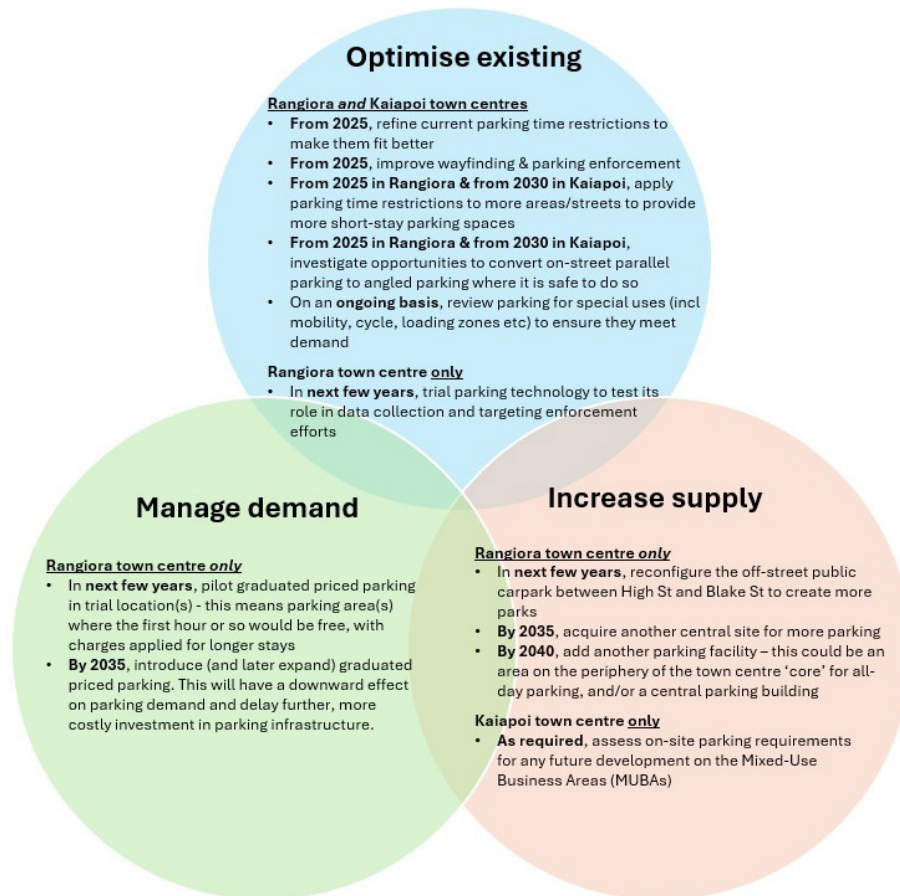 Optimise existing
Rangiora and Kaiapoi town centres
• From 2025, refine current parking time restrictions to
make them fit better
• From 2025, improve wayfinding & parking enforcement
• From 2025 in Rangiora & from 2030 in Kaiapoi, apply
parking time restrictions to more areas/streets to provide
more short-stay parking spaces
• From 2025 in Rangiora & from 2030 in Kaiapoi,
investigate opportunities to convert on-street parallel
parking to angled parking where it is safe to do so
• On an ongoing basis, review parking for special uses (incl
mobility, cycle, loading zones etc) to ensure they meet
demand
Rangiora town centre only
• In next few years, trial parking technology to test its
role in data collection and targeting enforcement
efforts
Manage demand
Rangiora town centre only
• In next few years, pilot graduated priced parking
in trial location(s) - this means parking area(s)
where the first hour or so would be free, with
charges applied for longer stays
• By 2035, introduce (and later expand) graduated
priced parking. This will have a downward effect
on parking demand and delay further, more
costly investment in parking infrastructure.
Increase supply
Rangiora town centre only
• In next few years, reconfigure the off-street public
carpark between High St and Blake St to create more
parks
• By 2035, acquire another central site for more parking
• By 2040, add another parking facility – this could be an
area on the periphery of the town centre ‘core’ for all-
day parking, and/or a central parking building
Kaiapoi town centre only
• As required, assess on-site parking requirements
for any future development on the Mixed-Use
Business Areas (MUBAs)